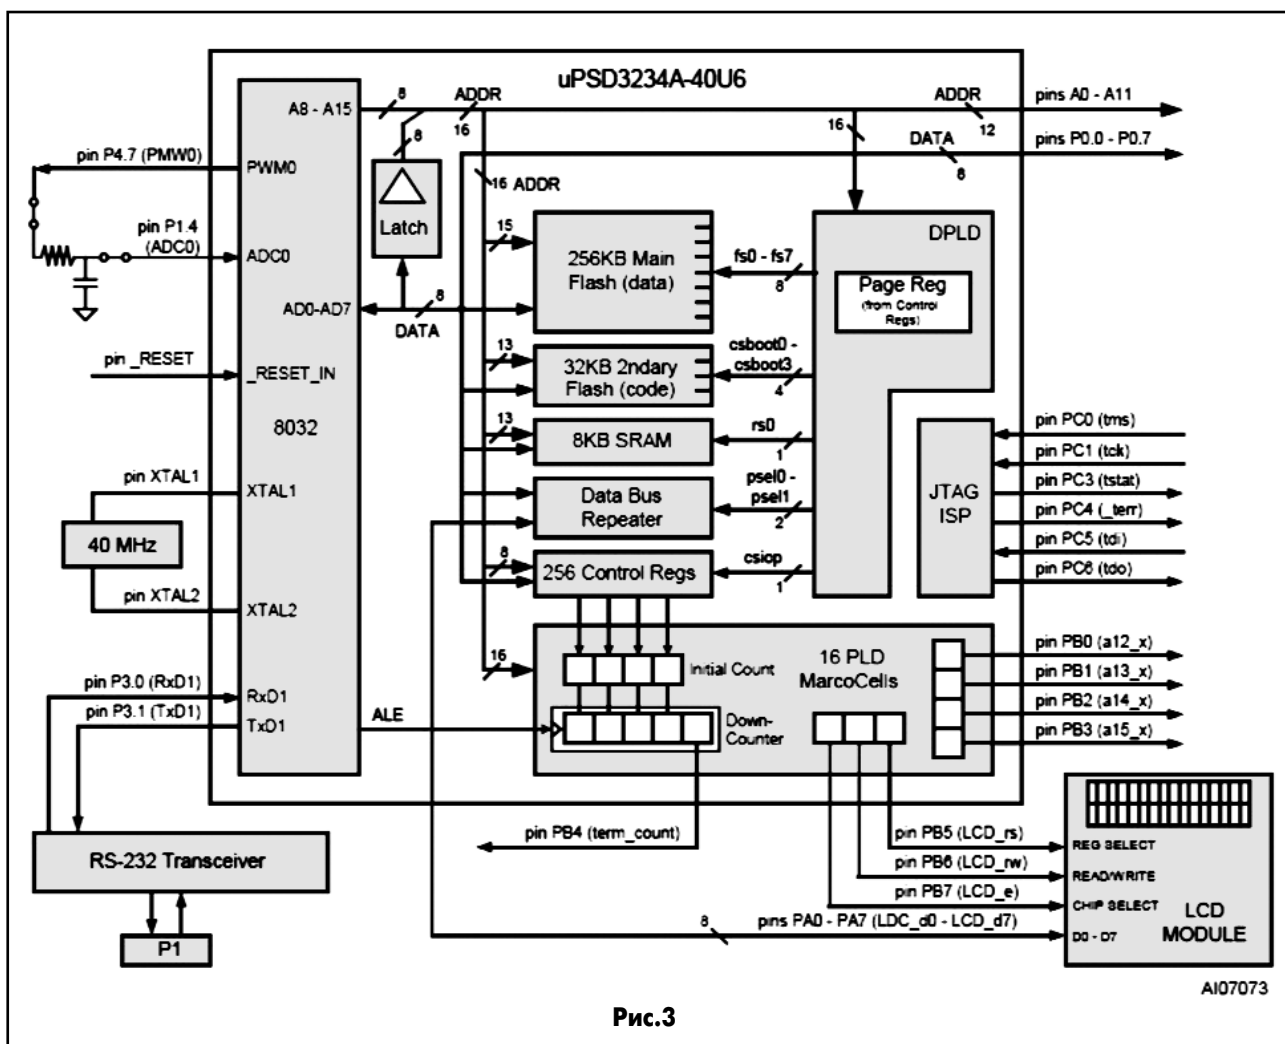 uPSD3234A-40U6
A8 - A15
8
ADDR
16
8
16
ADDR
12
pins A0 - A11
DATA
8
pins P0.0 - P0.7
pin P4.7 (PMW0)
PWM0
Latch
16 ADDR
pin P1.4
(ADC0)
ADC0
15
256KB Main
Flash (data)
fs0 - fs7
8
DPLD
Page Reg
(from Control
Regs)
AD0-AD7
8
DATA
pin _RESET
_RESET_IN
13
32KB 2ndary
Flash (code)
csboot0 -
csboot3
4
8032
13
8KB SRAM
rs0
1
pin PC0 (tms)
pin PC1 (tck)
pin PC3 (tstat)
pin PC4 (_terr)
pin PC5 (tdi)
pin PC6 (tdo)
JTAG
ISP
pin XTAL1
XTAL1
Data Bus
Repeater
psel0 -
psel1
2
40 MHz
8
256 Control Regs
csiop
1
pin XTAL2
XTAL2
16
Initial Count
16 PLD
MarcoCells
pin PB0 (a12_x)
pin PB1 (a13_x)
pin PB2 (a14_x)
pin PB3 (a15_x)
pin P3.0 (RxD1)
RxD1
pin P3.1 (TxD1)
TxD1
ALE
Down-
Counter
pin PB4 (term_count)
pin PB5 (LCD_rs)
REG SELECT
pin PB6 (LCD_rw)
READ/WRITE
pin PB7 (LCD_e)
CHIP SELECT
8
pins PA0 - PA7 (LDC_d0 - LCD_d7)
D0 - D7
LCD
MODULE
RS-232 Transceiver
P1
AI07073
Рис.3